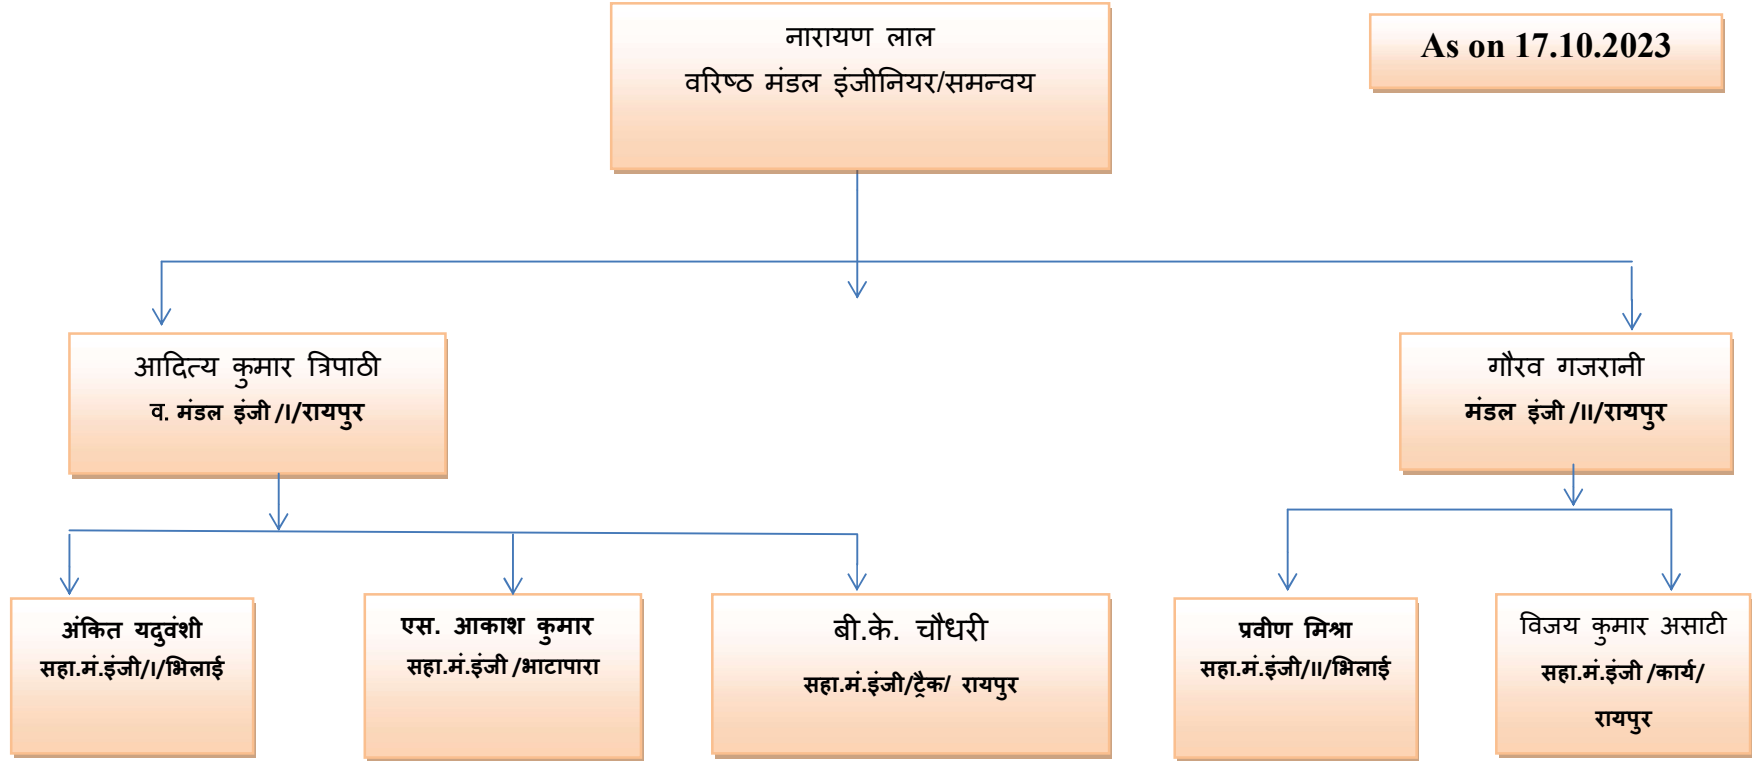 नारायण लाल
वरिष्ठ मंडल इंजीनियर/समन्वय
As on 17.10.2023
आदित्य कुमार त्रिपाठी
व. मंडल इंजी /I/रायपुर
गौरव गजरानी
मंडल इंजी /II/रायपुर
अंकित यदुवंशी
सहा.मं.इंजी/I/भिलाई
एस. आकाश कुमार
सहा.मं.इंजी /भाटापारा
बी.के. चौधरी
सहा.मं.इंजी/ट्रैक/ रायपुर
प्रवीण मिश्रा
सहा.मं.इंजी/II/भिलाई
विजय कुमार असाटी
सहा.मं.इंजी /कार्य/
रायपुर